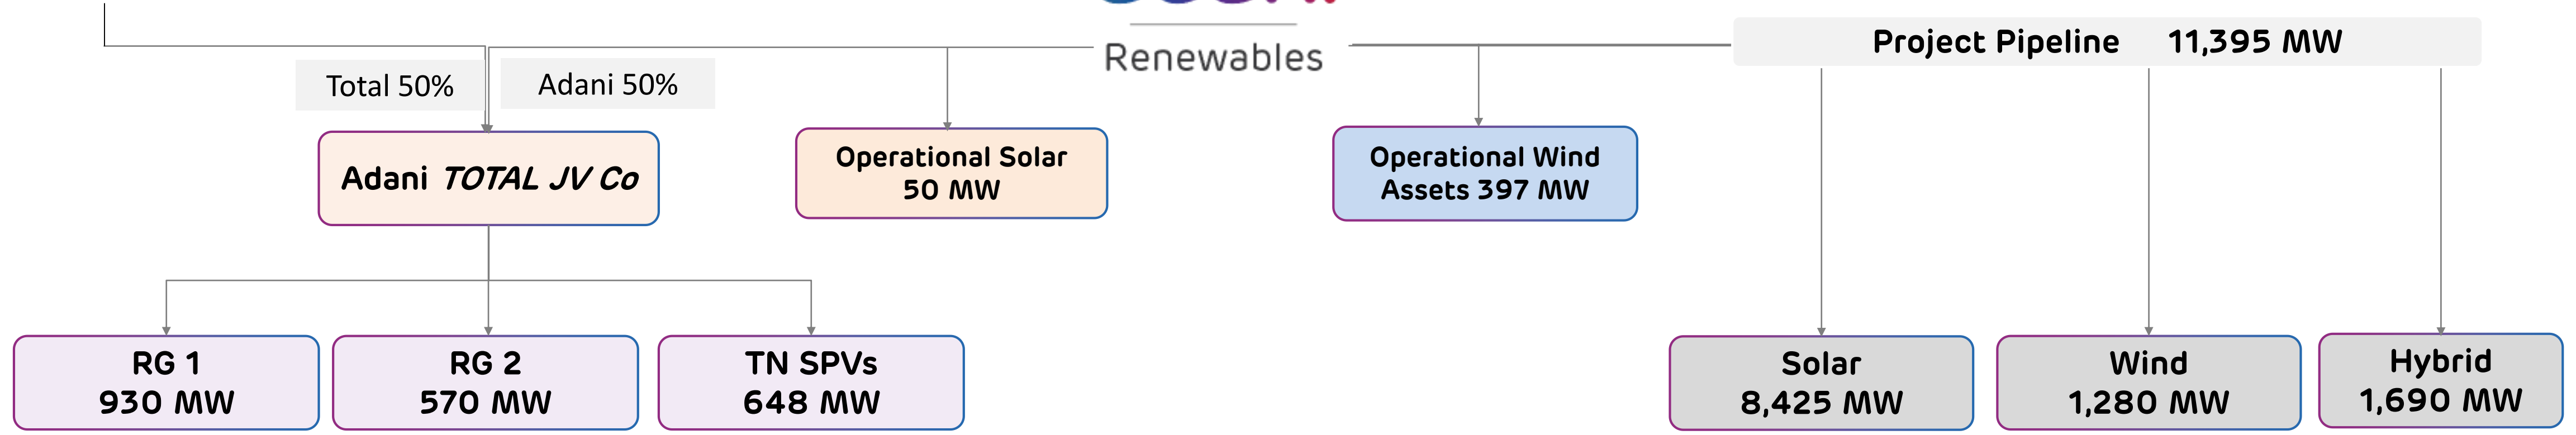 Renewables
Project Pipeline 11,395 MW
Total 50%
Adani 50%
Adani TOTAL JV Co
Operational Solar
50 MW
Operational Wind
Assets 397 MW
RG 1
930 MW
RG 2
570 MW
TN SPVs
648 MW
Solar
8,425 MW
Wind
1,280 MW
Hybrid
1,690 MW